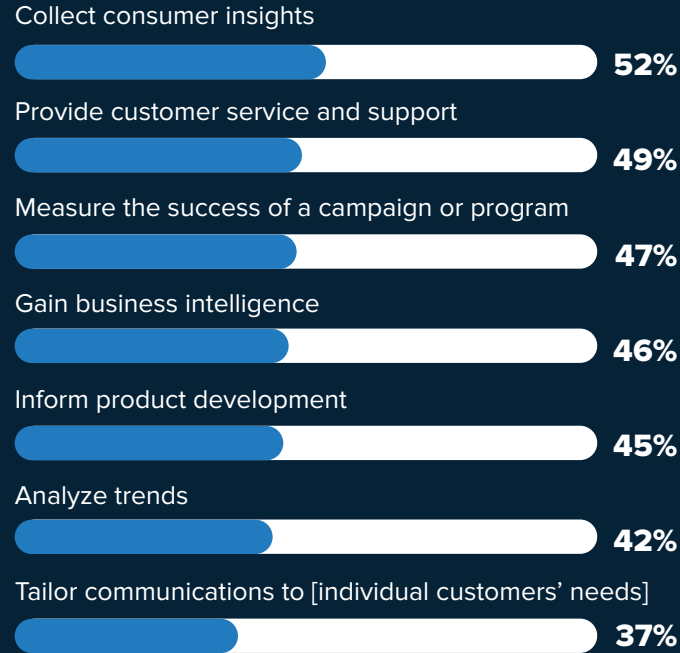 Collect consumer insights
52%
Provide customer service and support
49%
Measure the success of a campaign or program
47%
Gain business intelligence
46%
Inform product development
45%
Analyze trends
42%
Tailor communications to [individual customers’ needs]
37%